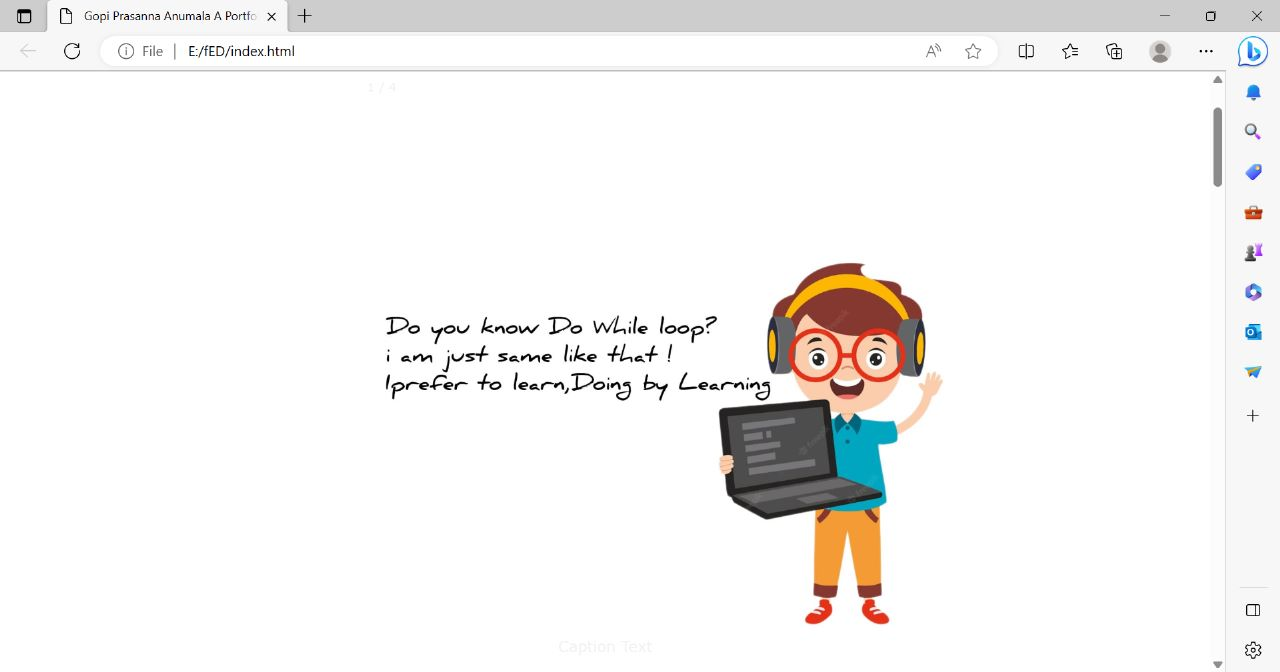 Gopi Prasanna Anumala A Portfo
File | E:/fED/index.html
1 / 4
Do you know Do While loop?
i am just same like that !
Iprefer to learn,Doing by Learning
Caption Text